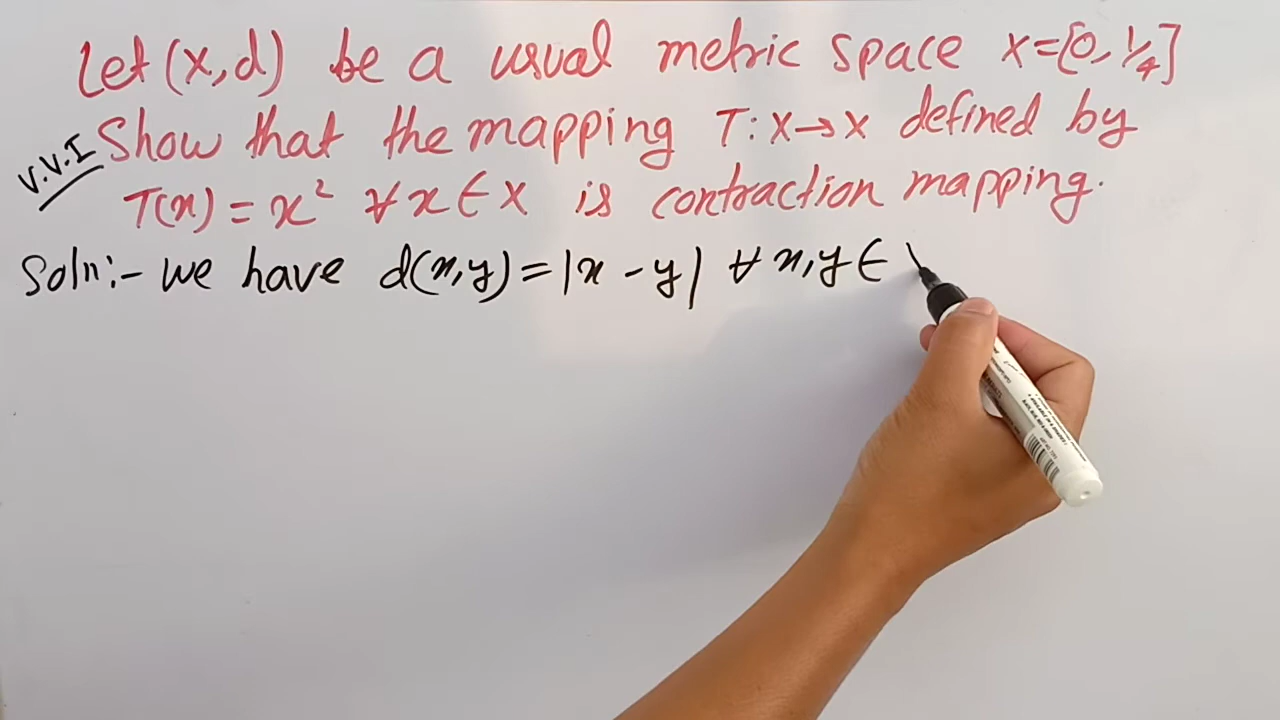 Let (X,d) be a usual metric space X=[0,1/4]
Show that the mapping T:X→X defined by
V.V.I
T(x) = x² ∀ x ∈ X is contraction mapping.
Soln:- we have d(x,y) = |x - y| ∀ x,y ∈